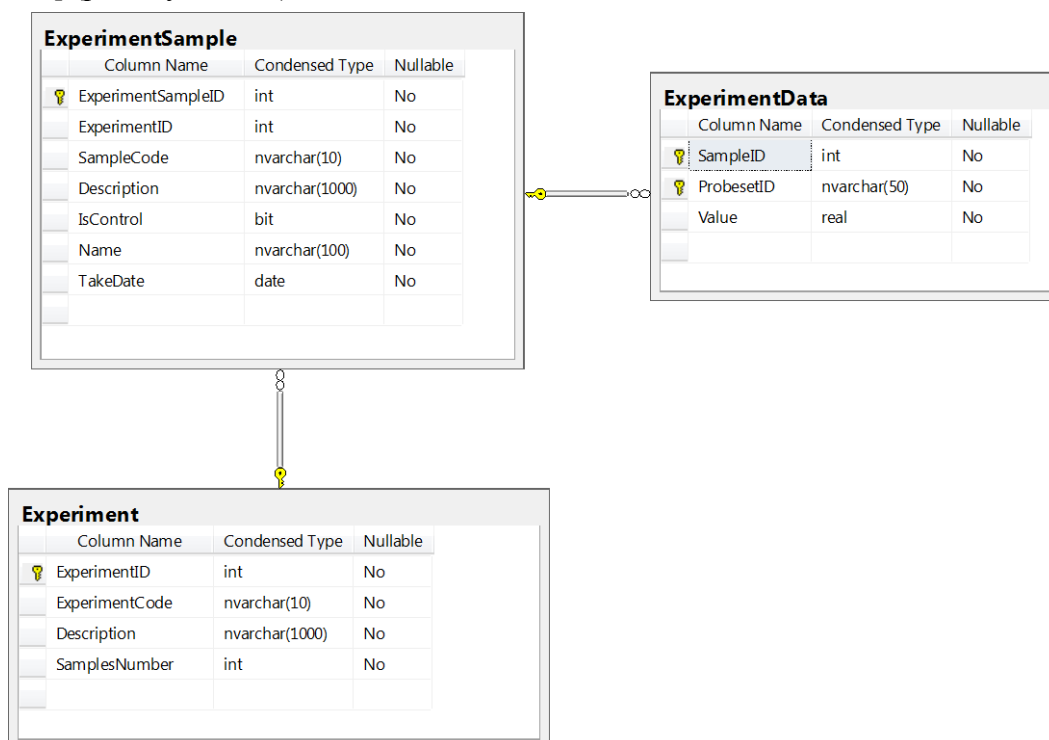 ExperimentSample
Column Name Condensed Type Nullable
ExperimentSampleID int No
ExperimentID int No
SampleCode nvarchar(10) No
Description nvarchar(1000) No
IsControl bit No
Name nvarchar(100) No
TakeDate date No
ExperimentData
Column Name Condensed Type Nullable
SampleID int No
ProbesetID nvarchar(50) No
Value real No
Experiment
Column Name Condensed Type Nullable
ExperimentID int No
ExperimentCode nvarchar(10) No
Description nvarchar(1000) No
SamplesNumber int No